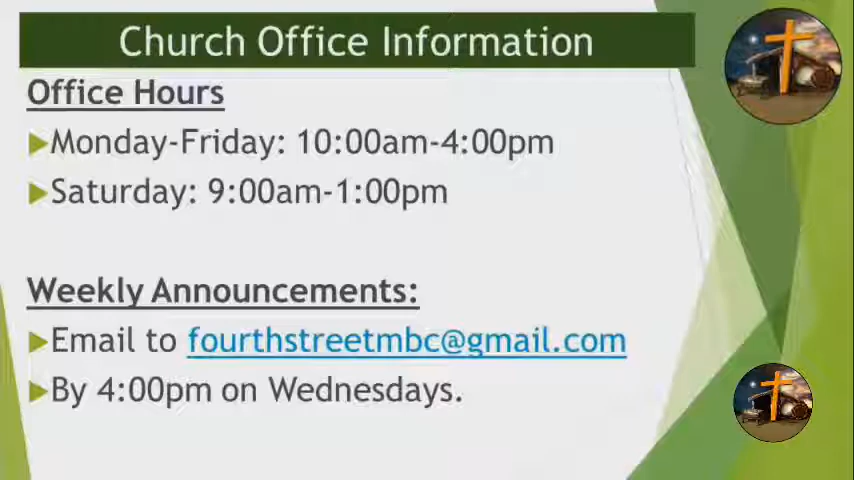 Church Office Information
Office Hours
Monday-Friday: 10:00am-4:00pm
Saturday: 9:00am-1:00pm
Weekly Announcements:
Email to fourthstreetmbc@gmail.com
By 4:00pm on Wednesdays.